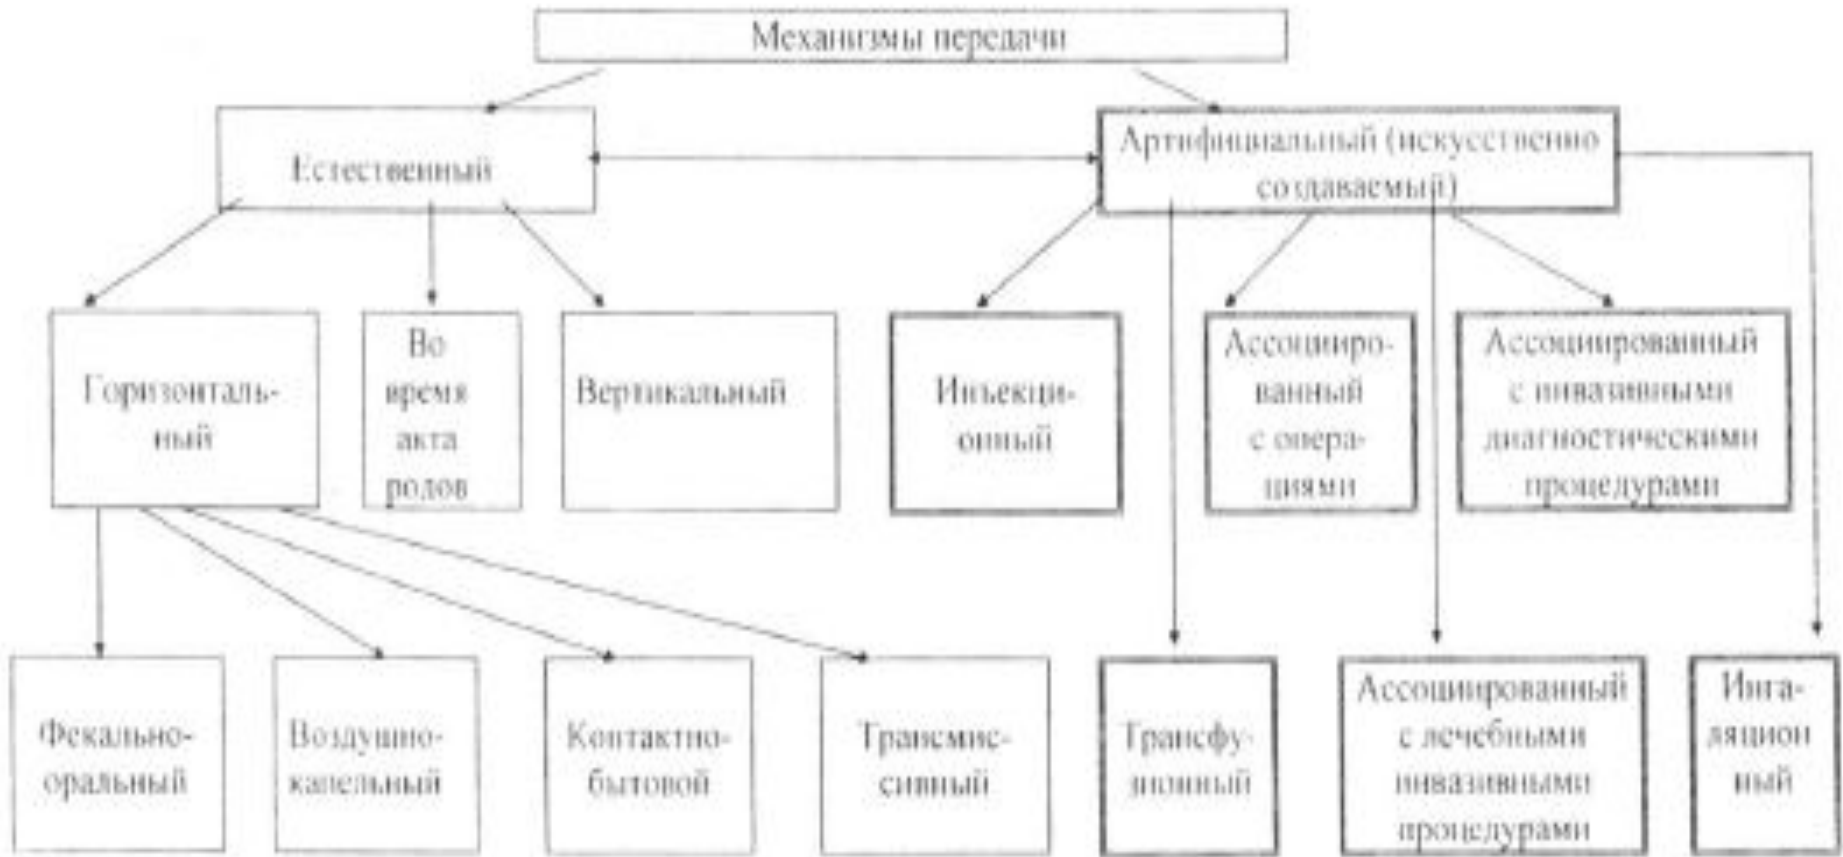 Механизмы передачи
Естественный
Артифициальный (искусственно
создаваемый)
Горизонталь-
ный
Во
время
акта
родов
Вертикальный
Инъекци-
онный
Ассоцииро-
ванный
с опера-
циями
Ассоциированный
с инвазивными
диагностическими
процедурами
Фекально-
оральный
Воздушно-
капельный
Контактно-
бытовой
Трансмис-
сивный
Трансфу-
зионный
Ассоциированный
с лечебными
инвазивными
процедурами
Инга-
ляцион
ный